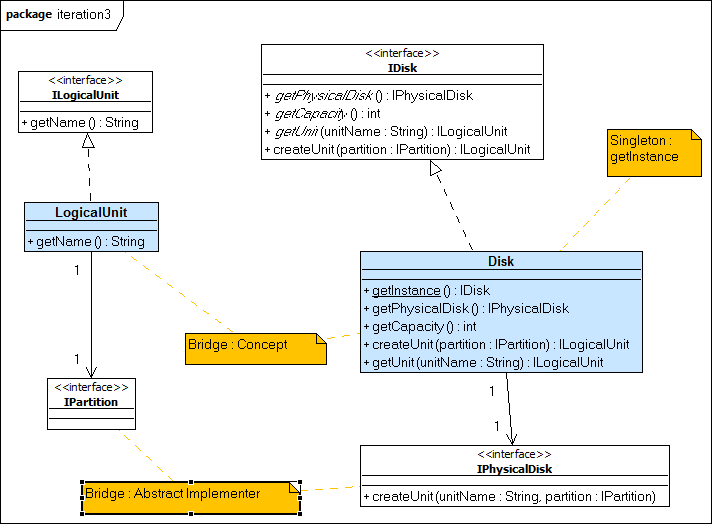 package iteration3
<<interface>>
ILogicalUnit
+ getName () : String
<<interface>>
IDisk
+ getPhysicalDisk () : IPhysicalDisk
+ getCapacity () : int
+ getUnit (unitName : String) : ILogicalUnit
+ createUnit (partition : IPartition) : ILogicalUnit
Singleton :
getInstance
LogicalUnit
+ getName () : String
1
1
Disk
+ getInstance () : IDisk
+ getPhysicalDisk () : IPhysicalDisk
+ getCapacity () : int
+ createUnit (partition : IPartition) : ILogicalUnit
+ getUnit (unitName : String) : ILogicalUnit
Bridge : Concept
<<interface>>
IPartition
1
1
<<interface>>
IPhysicalDisk
+ createUnit (unitName : String, partition : IPartition)
Bridge : Abstract Implementer